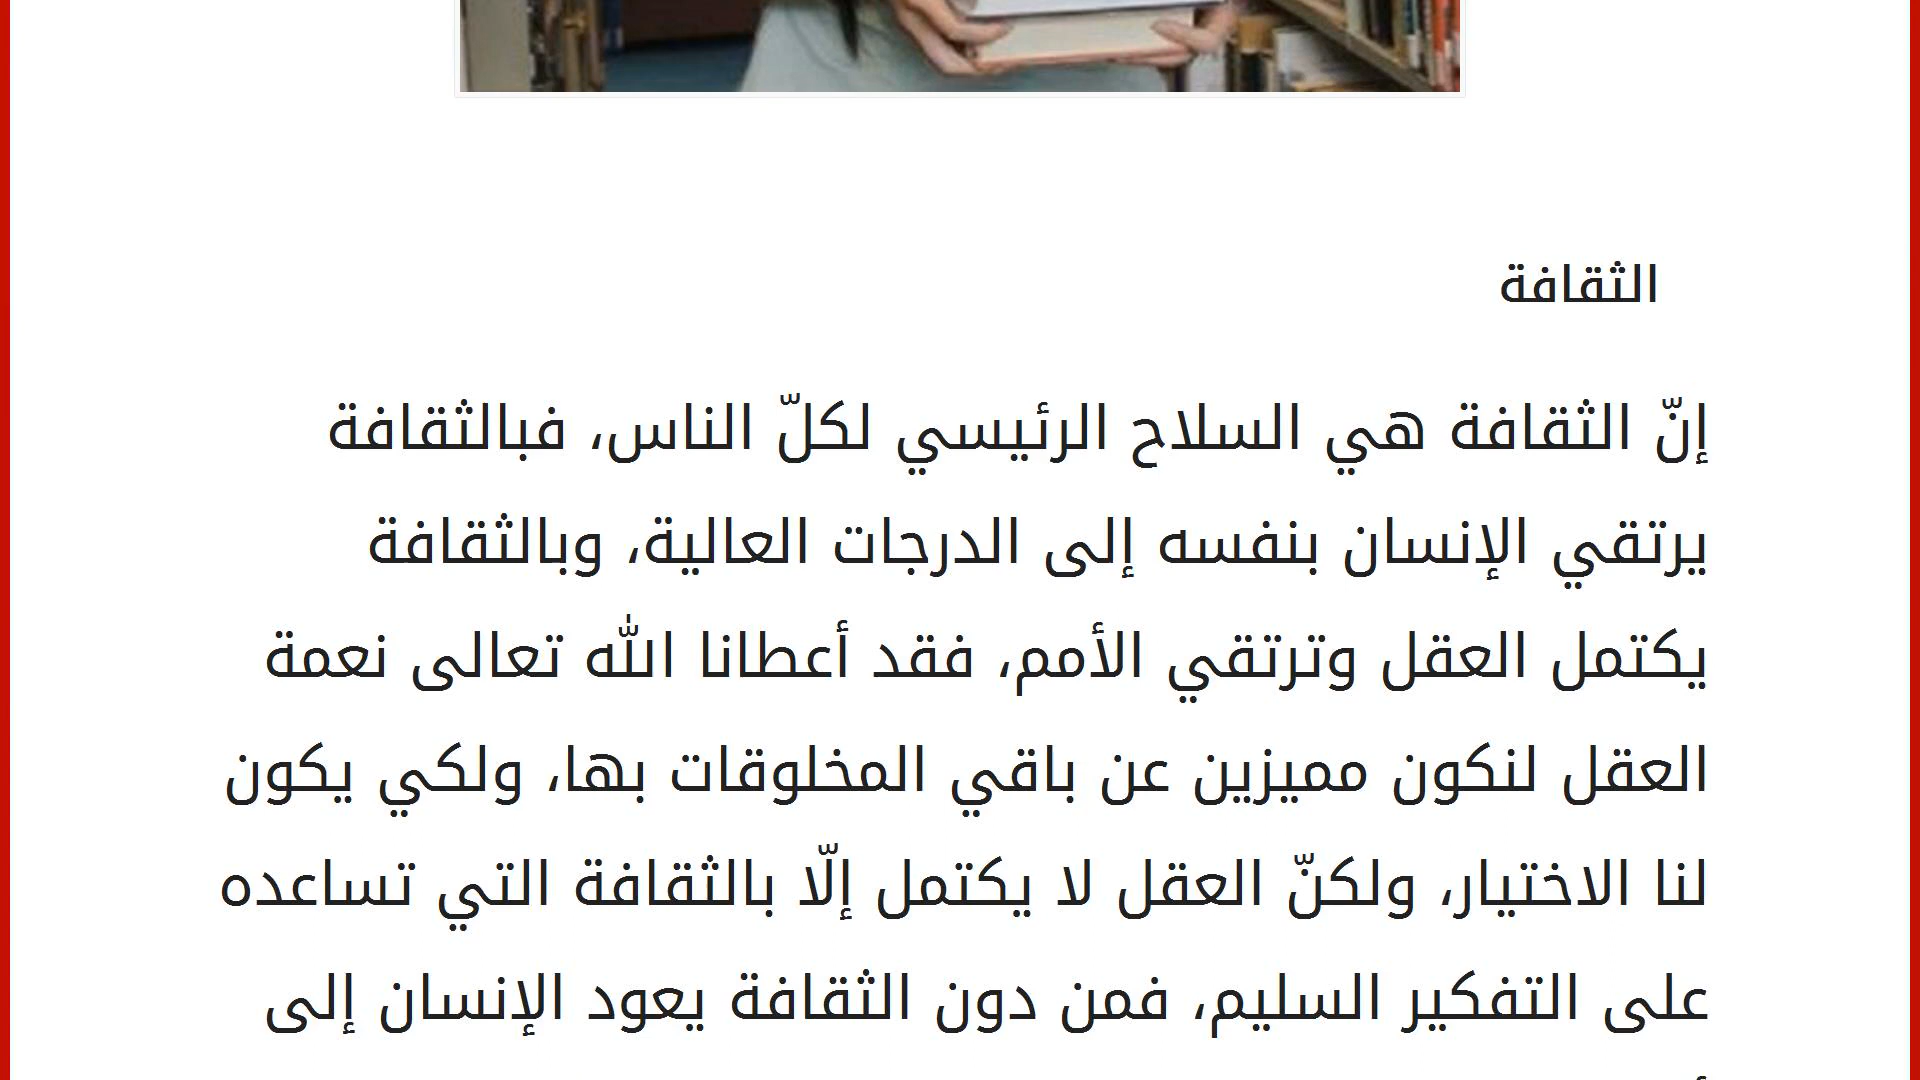 الثقافة
إنّ الثقافة هي السلاح الرئيسي لكلّ الناس، فبالثقافة
يرتقي الإنسان بنفسه إلى الدرجات العالية، وبالثقافة
يكتمل العقل وترتقي الأمم، فقد أعطانا الله تعالى نعمة
العقل لنكون مميزين عن باقي المخلوقات بها، ولكي يكون
لنا الاختيار، ولكنّ العقل لا يكتمل إلّا بالثقافة التي تساعده
على التفكير السليم، فمن دون الثقافة يعود الإنسان إلى